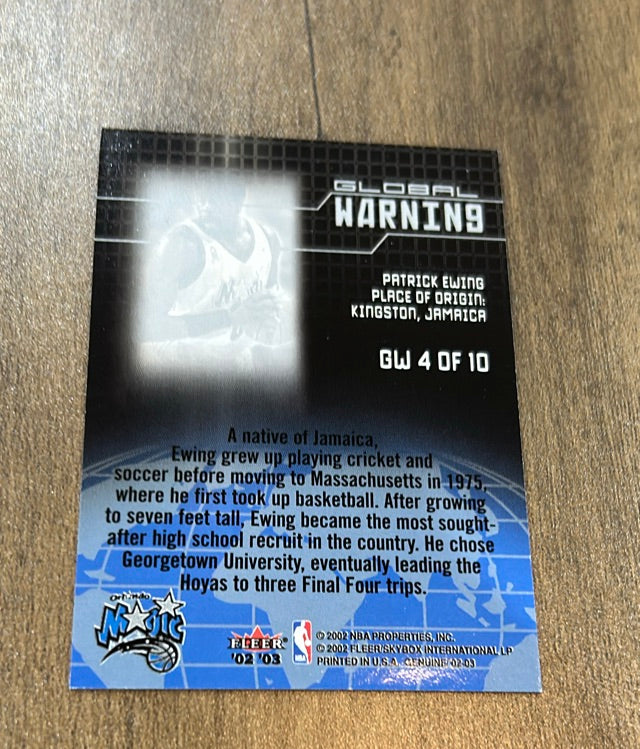 GLOBAL
WARNING
PATRICK EWING
PLACE OF ORIGIN:
KINGSTON, JAMAICA
GW 4 OF 10
A native of Jamaica,
Ewing grew up playing cricket and
soccer before moving to Massachusetts in 1975,
where he first took up basketball. After growing
to seven feet tall, Ewing became the most sought-
after high school recruit in the country. He chose
Georgetown University, eventually leading the
Hoyas to three Final Four trips.
Orlando
MAGIC
FLEER
'02 '03
NBA
© 2002 NBA PROPERTIES, INC.
© 2002 FLEER/SKYBOX INTERNATIONAL LP
PRINTED IN U.S.A. GENUINE 02-03